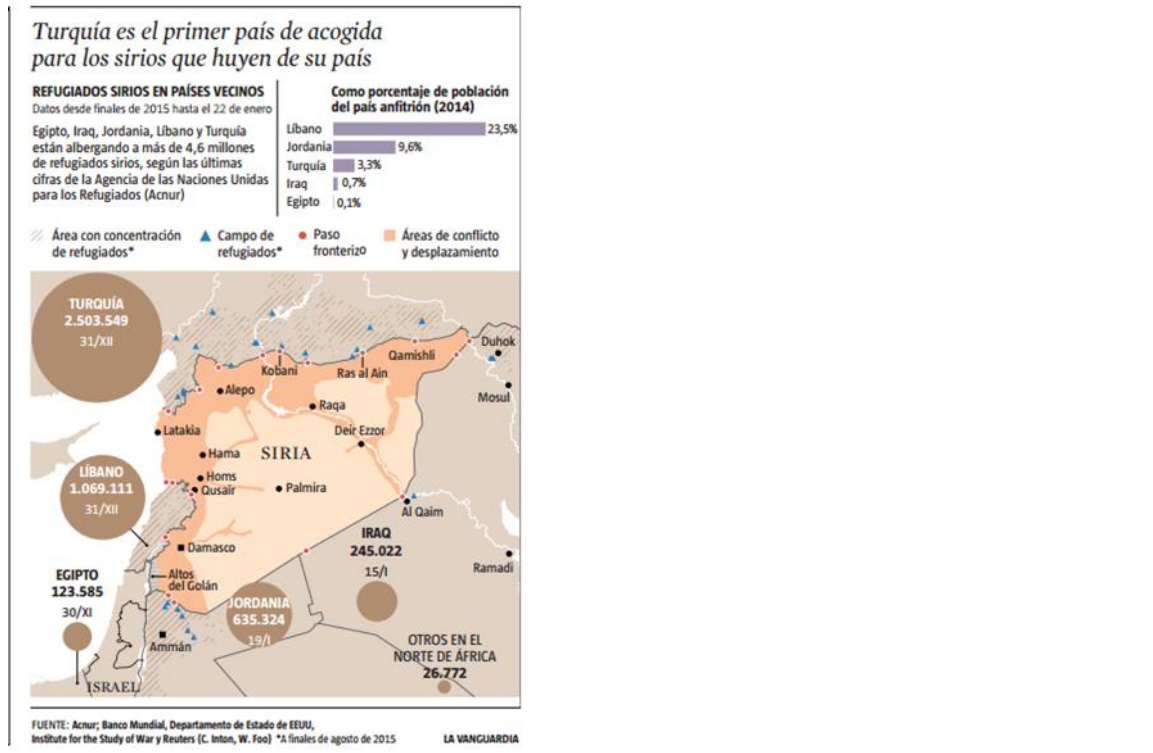 Turquía es el primer país de acogida
para los sirios que huyen de su país
REFUGIADOS SIRIOS EN PAÍSES VECINOS
Datos desde finales de 2015 hasta el 22 de enero
Egipto, Iraq, Jordania, Líbano y Turquía
están albergando a más de 4,6 millones
de refugiados sirios, según las últimas
cifras de la Agencia de las Naciones Unidas
para los Refugiados (Acnur)
Como porcentaje de población
del país anfitrión (2014)
Líbano 23,5%
Jordania 9,6%
Turquía 3,3%
Iraq 0,7%
Egipto 0,1%
Área con concentración
de refugiados*
Campo de
refugiados*
Paso
fronterizo
Áreas de conflicto
y desplazamiento
TURQUÍA
2.503.549
31/XII
Duhok
Qamishli
Kobani
Ras al Ain
Alepo
Mosul
Raqa
Latakia
Deir Ezzor
Hama
SIRIA
LÍBANO
1.069.111
31/XII
Homs
Qusair
Palmira
Al Qaim
IRAQ
245.022
15/I
Damasco
Ramadi
EGIPTO
123.585
30/XI
Altos
del Golán
JORDANIA
635.324
19/I
Ammán
OTROS EN EL
NORTE DE ÁFRICA
26.772
ISRAEL
FUENTE: Acnur; Banco Mundial, Departamento de Estado de EEUU,
Institute for the Study of War y Reuters (C. Inton, W. Foo) *A finales de agosto de 2015
LA VANGUARDIA